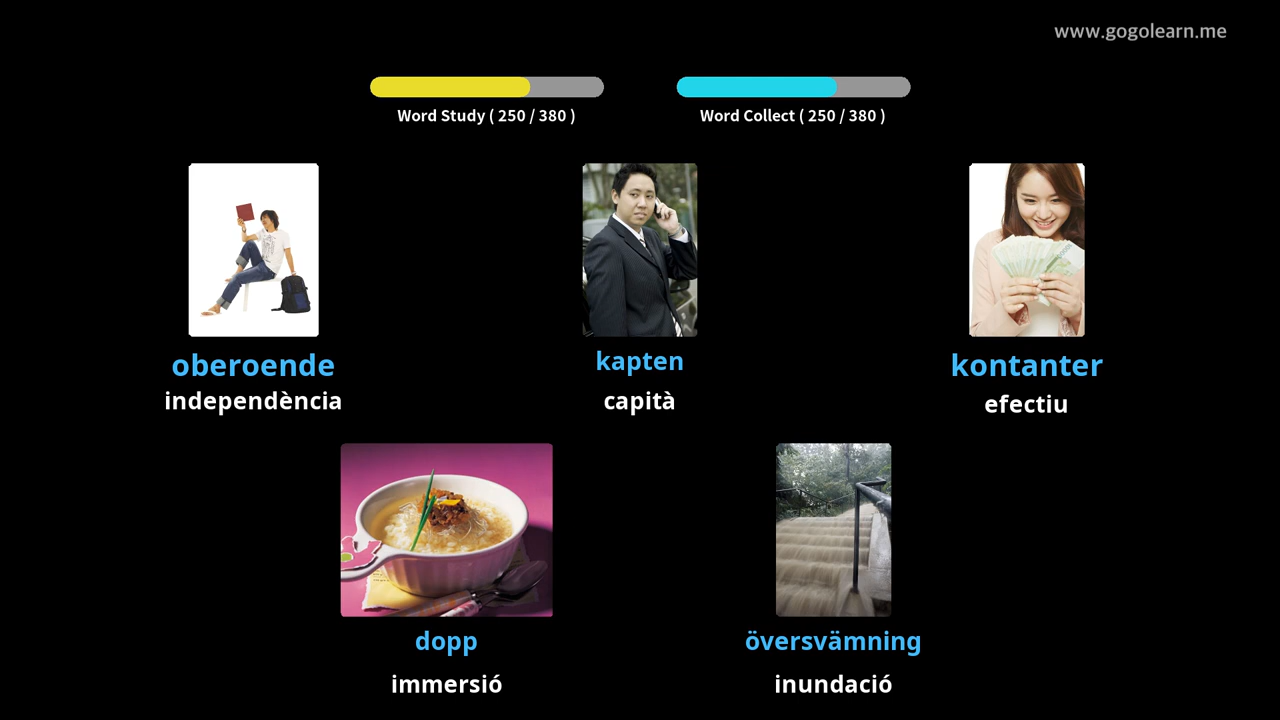 www.gogolearn.me
Word Study ( 250 / 380 )
Word Collect ( 250 / 380 )
oberoende
independència
kapten
capità
kontanter
efectiu
dopp
immersió
översvämning
inundació